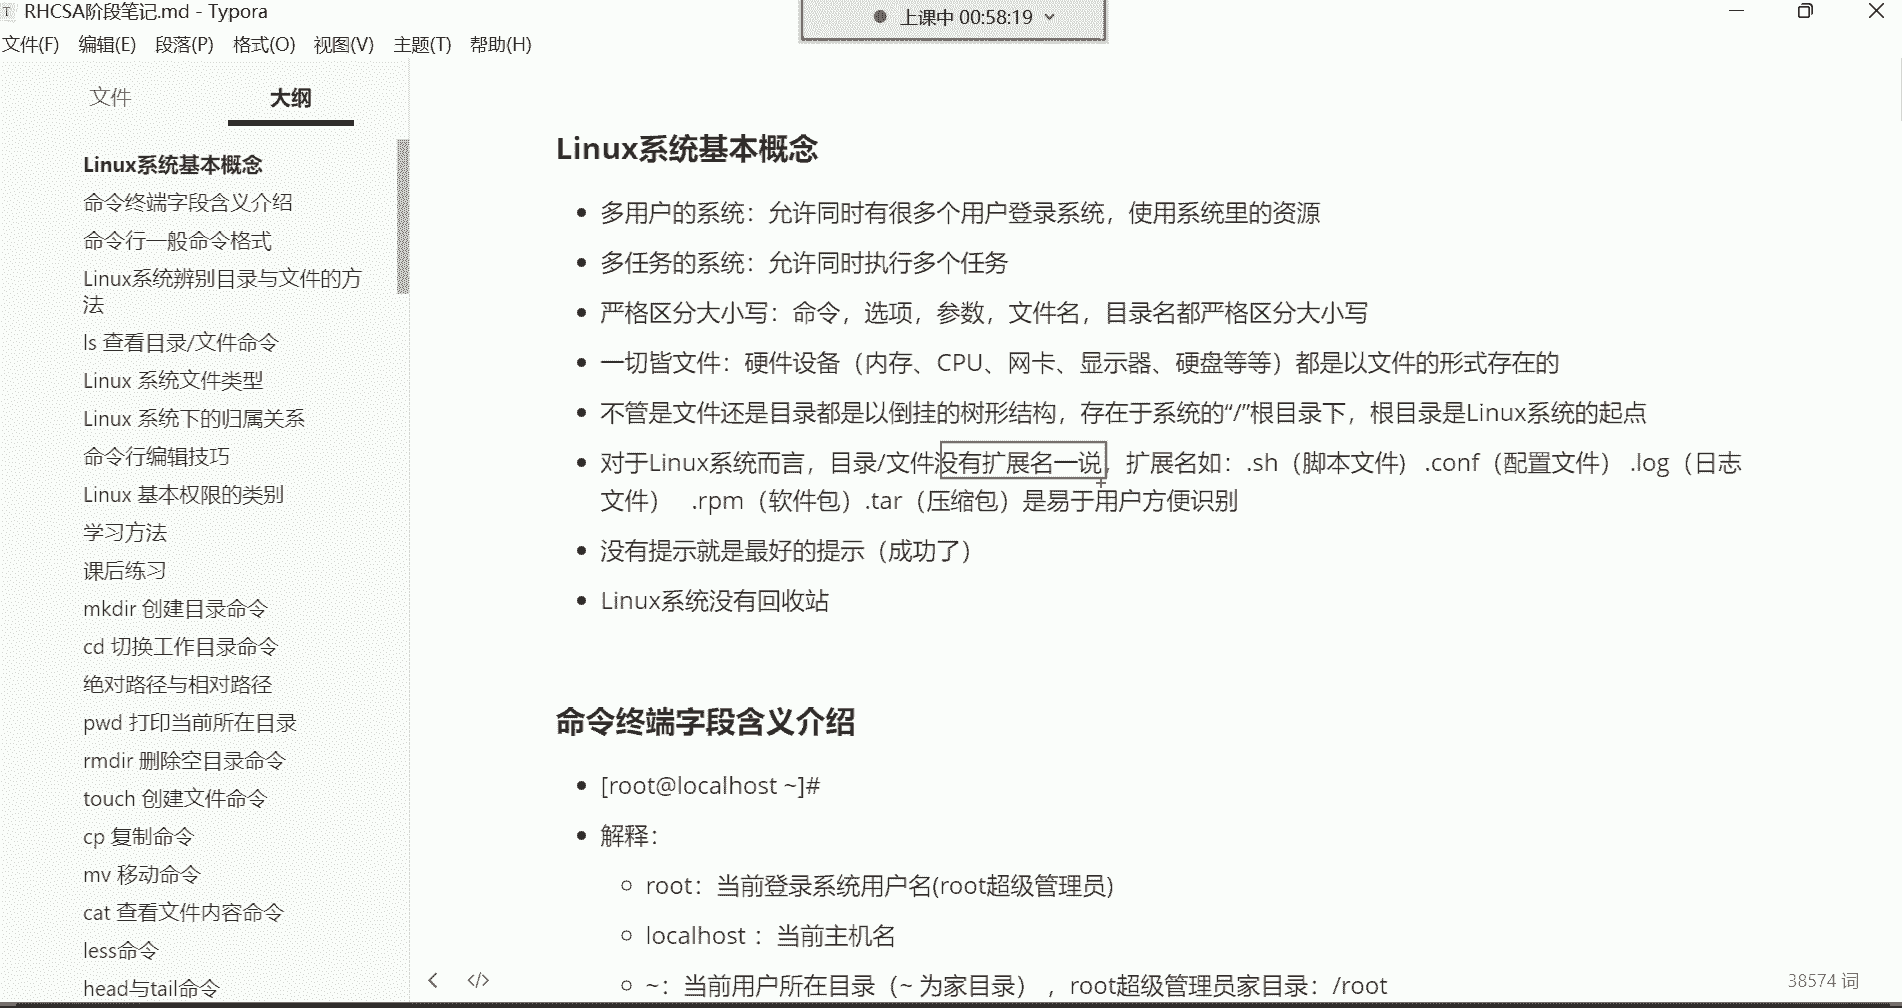 RHCSA阶段笔记.md - Typora
上课中 00:58:19
文件(F) 编辑(E) 段落(P) 格式(O) 视图(V) 主题(T) 帮助(H)
文件 大纲
Linux系统基本概念
命令终端字段含义介绍
命令行一般命令格式
Linux系统辨别目录与文件的方
法
ls 查看目录/文件命令
Linux 系统文件类型
Linux 系统下的归属关系
命令行编辑技巧
Linux 基本权限的类别
学习方法
课后练习
mkdir 创建目录命令
cd 切换工作目录命令
绝对路径与相对路径
pwd 打印当前所在目录
rmdir 删除空目录命令
touch 创建文件命令
cp 复制命令
mv 移动命令
cat 查看文件内容命令
less命令
head与tail命令
Linux系统基本概念
多用户的系统：允许同时有很多个用户登录系统，使用系统里的资源
多任务的系统：允许同时执行多个任务
严格区分大小写：命令，选项，参数，文件名，目录名都严格区分大小写
一切皆文件：硬件设备（内存、CPU、网卡、显示器、硬盘等等）都是以文件的形式存在的
不管是文件还是目录都是以倒挂的树形结构，存在于系统的“/”根目录下，根目录是Linux系统的起点
对于Linux系统而言，目录/文件没有扩展名一说，扩展名如：.sh（脚本文件）.conf（配置文件） .log（日志
文件） .rpm（软件包）.tar（压缩包）是易于用户方便识别
没有提示就是最好的提示（成功了）
Linux系统没有回收站
命令终端字段含义介绍
[root@localhost ~]#
解释：
root：当前登录系统用户名(root超级管理员)
localhost ：当前主机名
~：当前用户所在目录（~ 为家目录），root超级管理员家目录：/root
38574 词